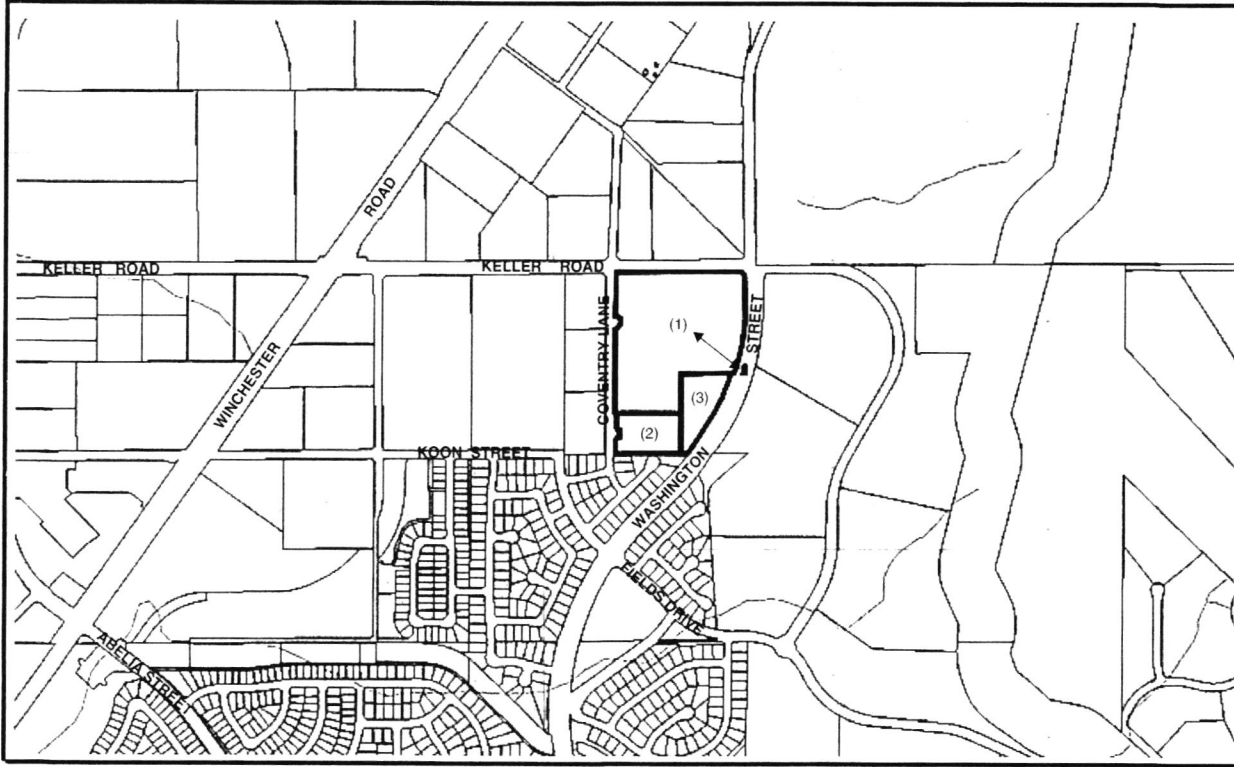 ROAD
KELLER ROAD
KELLER ROAD
COVENTRY LANE
(1)
STREET
WINCHESTER
(3)
(2)
KOON STREET
WASHINGTON
FIELDS DRIVE
ABELIA STREET